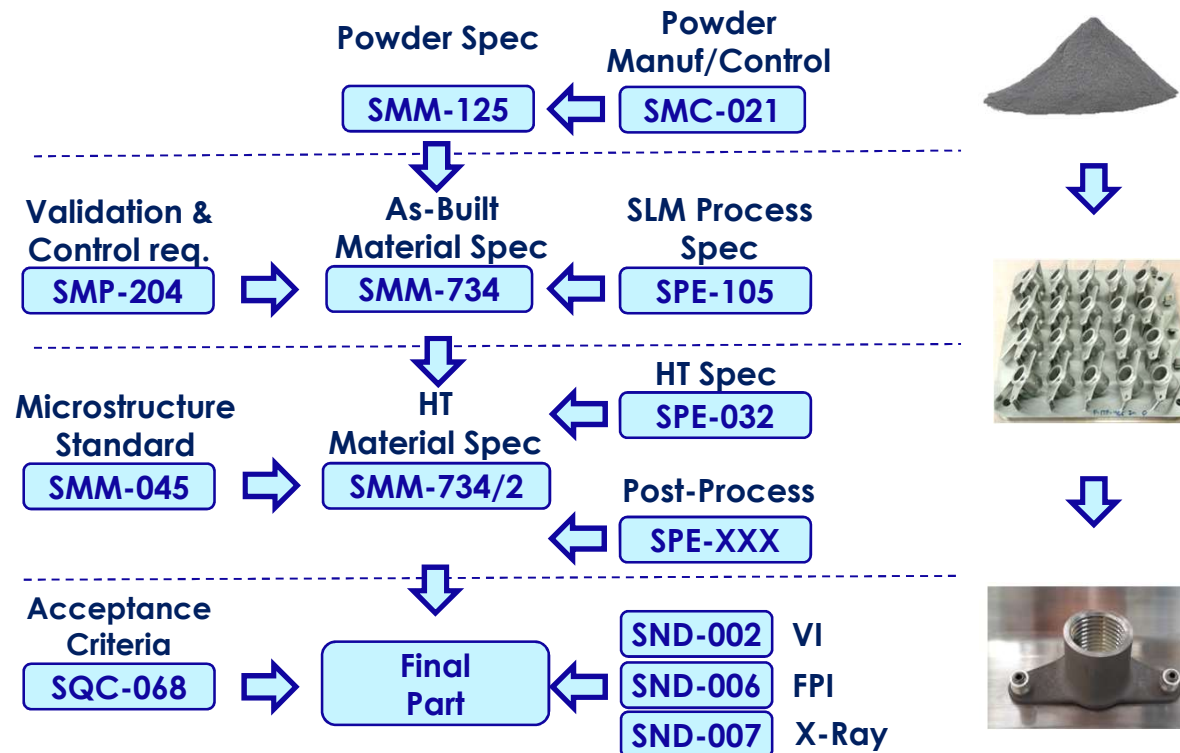 Powder Spec
Powder
Manuf/Control
SMM-125
SMC-021
Validation &
Control req.
SMP-204
As-Built
Material Spec
SMM-734
SLM Process
Spec
SPE-105
Microstructure
Standard
SMM-045
HT
Material Spec
SMM-734/2
HT Spec
SPE-032
Post-Process
SPE-XXX
Acceptance
Criteria
SQC-068
Final
Part
SND-002 VI
SND-006 FPI
SND-007 X-Ray